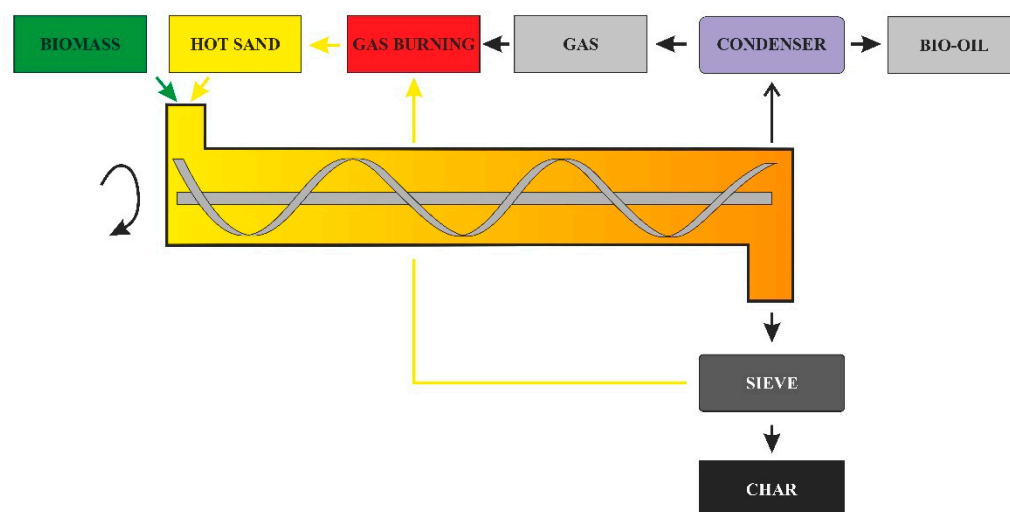 BIOMASS
HOT SAND
GAS BURNING
GAS
CONDENSER
BIO-OIL
SIEVE
CHAR